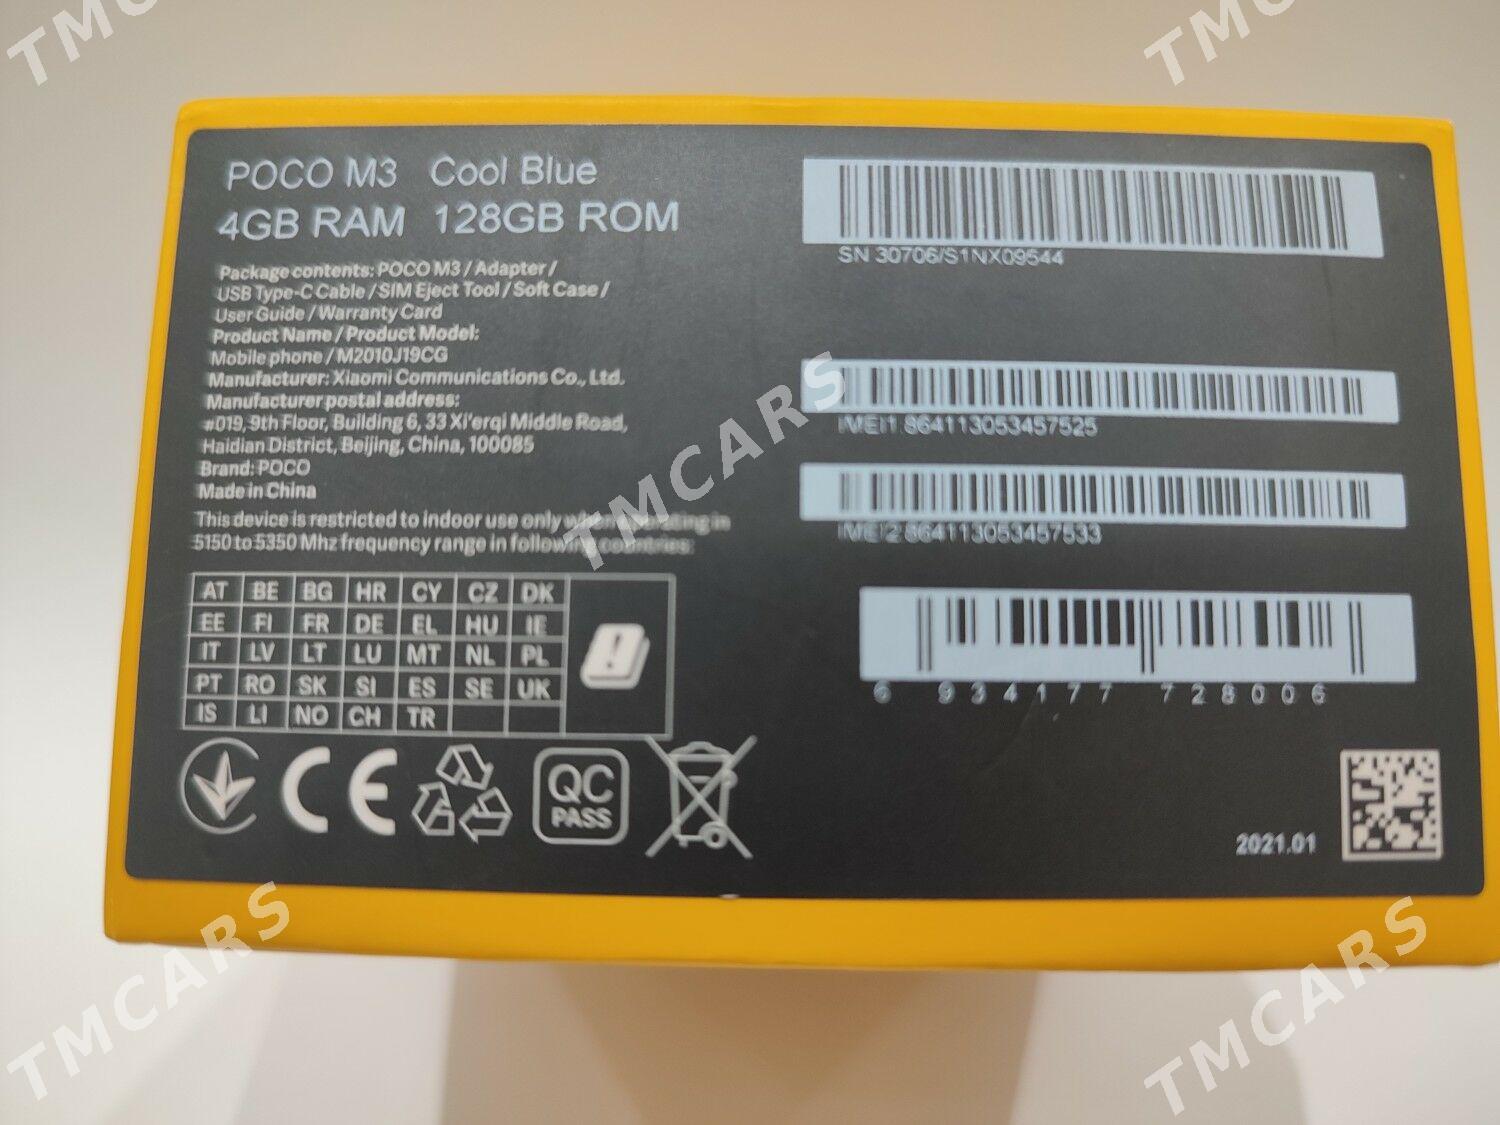 POCO M3 Cool Blue
4GB RAM 128GB ROM
Package contents: POCO M3 / Adapter /
USB Type-C Cable / SIM Eject Tool / Soft Case /
User Guide / Warranty Card
Product Name / Product Model:
Mobile phone / M2010J19CG
Manufacturer: Xiaomi Communications Co., Ltd.
Manufacturer postal address:
#019, 9th Floor, Building 6, 33 Xi'erqi Middle Road,
Haidian District, Beijing, China, 100085
Brand: POCO
Made in China
This device is restricted to indoor use only when operating in
5150 to 5350 Mhz frequency range in following countries:
AT BE BG HR CY CZ DK
EE FI FR DE EL HU IE
IT LV LT LU MT NL PL
PT RO SK SI ES SE UK
IS LI NO CH TR
CE
QC
PASS
SN 30706/S1NX09544
IMEI1 864113053457525
IMEI2 864113053457533
6 934177 728006
2021.01
TMCARS
TMCARS
TMCARS
TMCARS
TMCARS